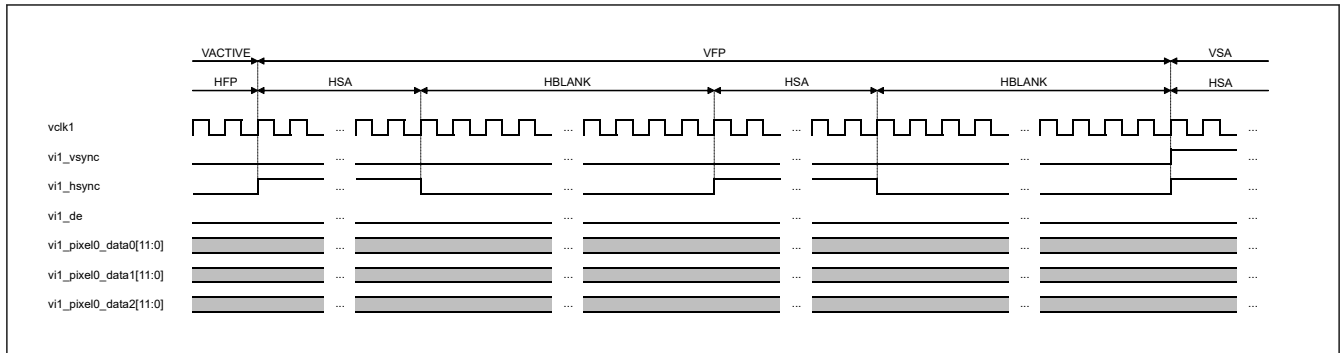 VACTIVE VFP VSA
HFP HSA HBLANK HSA HBLANK HSA
vclk1 ... ... ... ... ...
vi1_vsync ... ... ... ... ...
vi1_hsync ... ... ... ... ...
vi1_de ... ... ... ... ...
vi1_pixel0_data0[11:0] ... ... ... ... ...
vi1_pixel0_data1[11:0] ... ... ... ... ...
vi1_pixel0_data2[11:0] ... ... ... ... ...